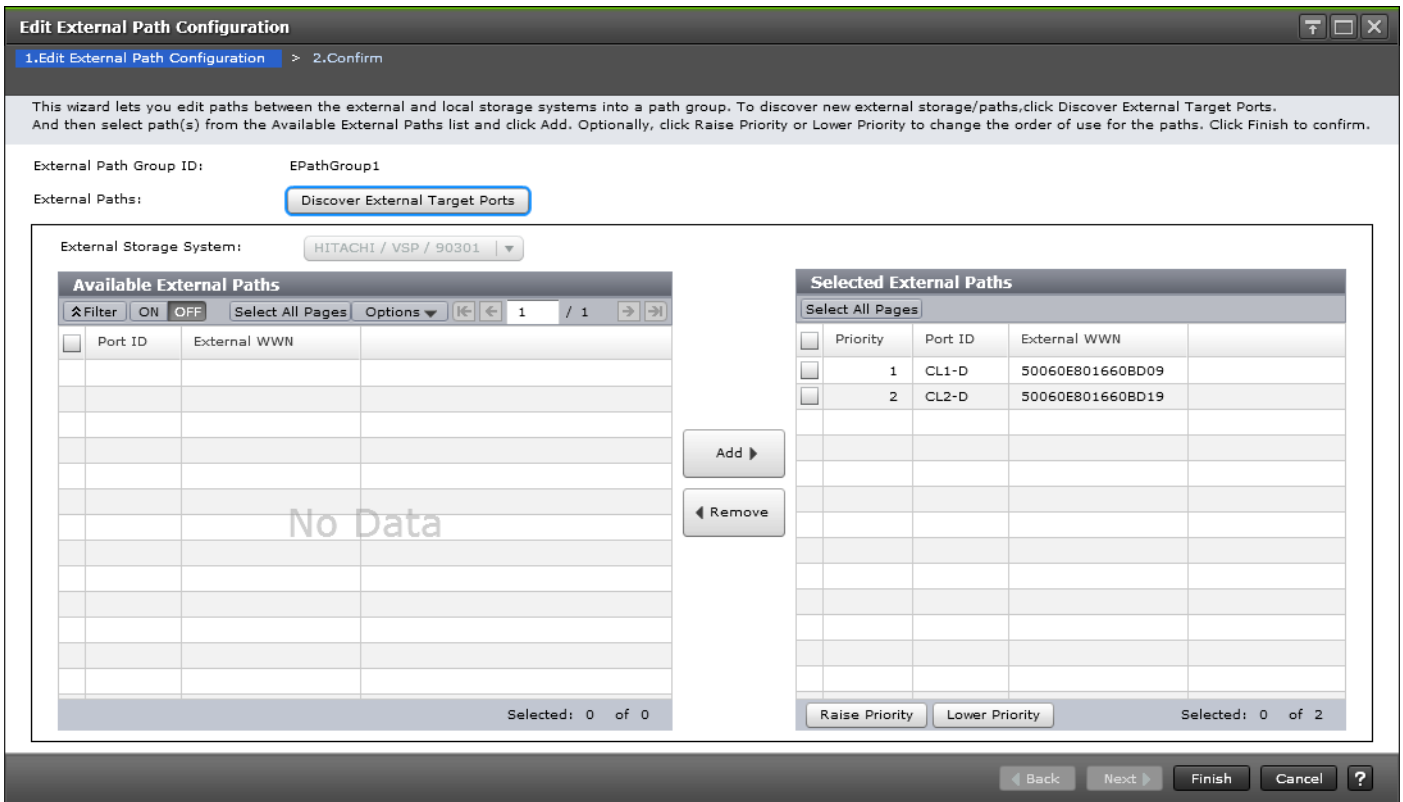 Edit External Path Configuration
1.Edit External Path Configuration > 2.Confirm
This wizard lets you edit paths between the external and local storage systems into a path group. To discover new external storage/paths,click Discover External Target Ports.
And then select path(s) from the Available External Paths list and click Add. Optionally, click Raise Priority or Lower Priority to change the order of use for the paths. Click Finish to confirm.
External Path Group ID: EPathGroup1
External Paths: Discover External Target Ports
External Storage System: HITACHI / VSP / 90301
Available External Paths
Filter ON OFF Select All Pages Options 1 / 1
Port ID External WWN
No Data
Selected: 0 of 0
Add
Remove
Selected External Paths
Select All Pages
Priority Port ID External WWN
1 CL1-D 50060E801660BD09
2 CL2-D 50060E801660BD19
Raise Priority Lower Priority Selected: 0 of 2
Back Next Finish Cancel ?